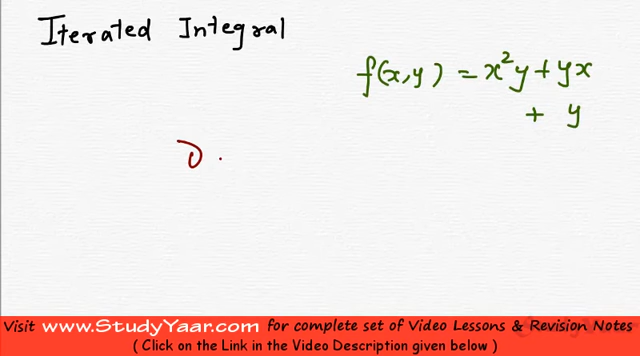 Iterated Integral
f(x,y) = x²y + yx
+ y
Visit www.StudyYaar.com for complete set of Video Lessons & Revision Notes
( Click on the Link in the Video Description given below )